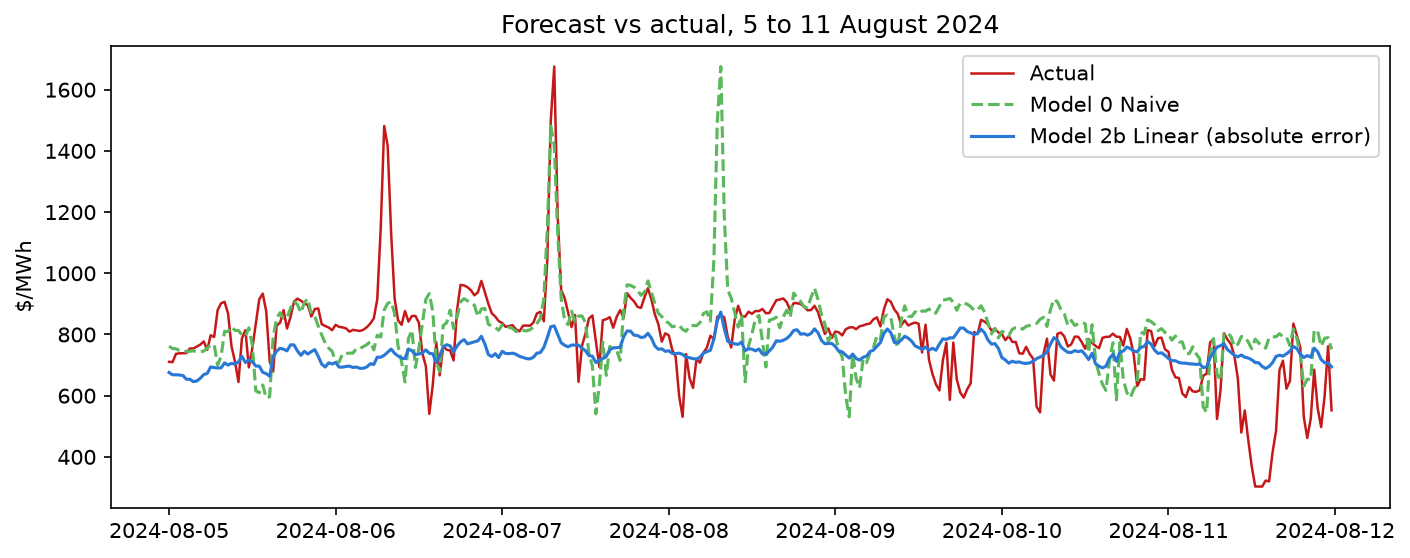 Forecast vs actual, 5 to 11 August 2024
Actual
Model 0 Naive
Model 2b Linear (absolute error)
$/MWh
1600
1400
1200
1000
800
600
400
2024-08-05 2024-08-06 2024-08-07 2024-08-08 2024-08-09 2024-08-10 2024-08-11 2024-08-12